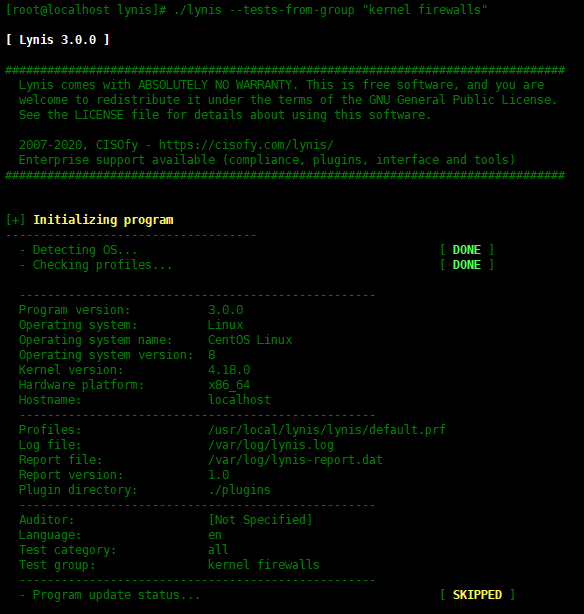 [root@localhost lynis]# ./lynis --tests-from-group "kernel firewalls"
[ Lynis 3.0.0 ]
################################################################################
Lynis comes with ABSOLUTELY NO WARRANTY. This is free software, and you are
welcome to redistribute it under the terms of the GNU General Public License.
See the LICENSE file for details about using this software.
2007-2020, CISOfy - https://cisofy.com/lynis/
Enterprise support available (compliance, plugins, interface and tools)
################################################################################
[+] Initializing program
------------------------------------
- Detecting OS... [ DONE ]
- Checking profiles... [ DONE ]
---------------------------------------------------
Program version: 3.0.0
Operating system: Linux
Operating system name: CentOS Linux
Operating system version: 8
Kernel version: 4.18.0
Hardware platform: x86_64
Hostname: localhost
---------------------------------------------------
Profiles: /usr/local/lynis/lynis/default.prf
Log file: /var/log/lynis.log
Report file: /var/log/lynis-report.dat
Report version: 1.0
Plugin directory: ./plugins
---------------------------------------------------
Auditor: [Not Specified]
Language: en
Test category: all
Test group: kernel firewalls
---------------------------------------------------
- Program update status... [ SKIPPED ]